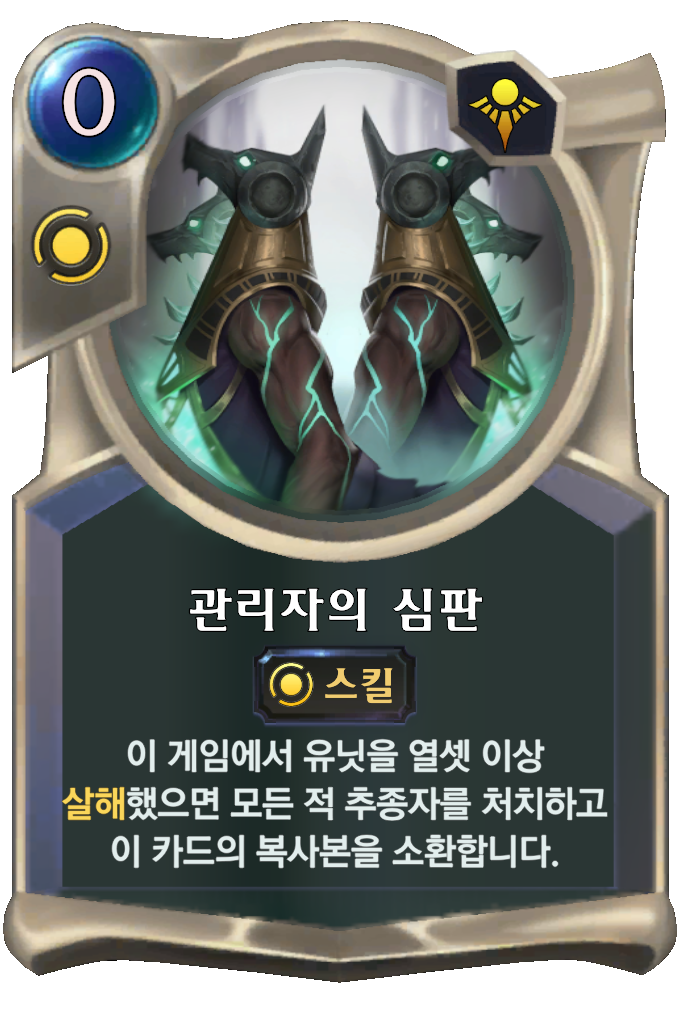 0
관리자의 심판
스킬
이 게임에서 유닛을 열셋 이상
살해했으면 모든 적 추종자를 처치하고
이 카드의 복사본을 소환합니다.